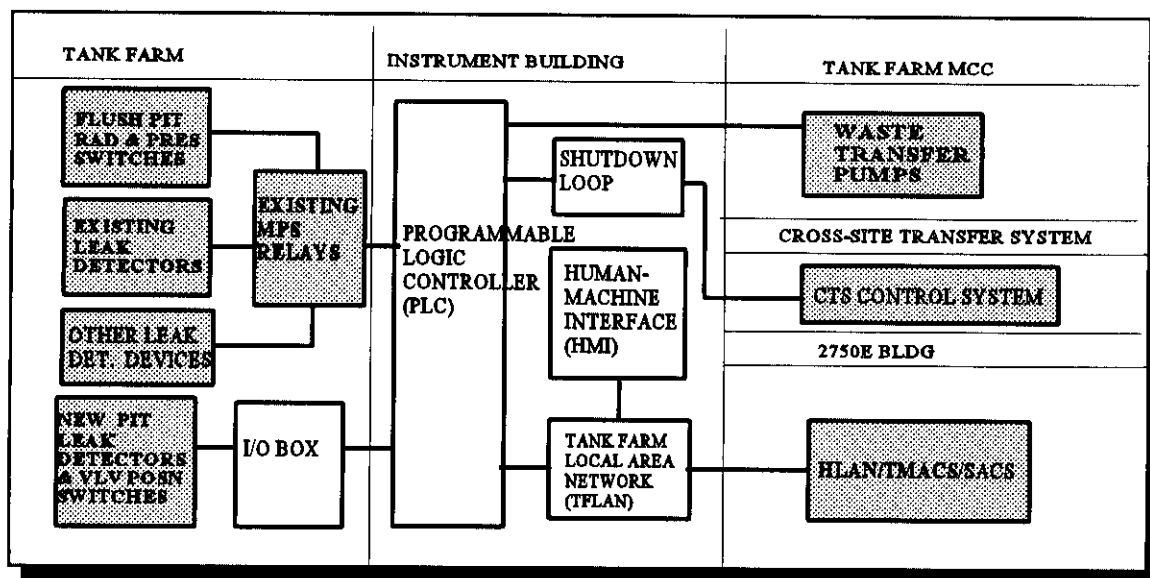 TANK FARM
FLUSH PIT
RAD & PRES
SWITCHES
EXISTING
LEAK
DETECTORS
OTHER LEAK
DET. DEVICES
NEW PIT
LEAK
DETECTORS
& VLV POSN
SWITCHES
EXISTING
MPS
RELAYS
I/O BOX
INSTRUMENT BUILDING
PROGRAMMABLE
LOGIC
CONTROLLER
(PLC)
SHUTDOWN
LOOP
HUMAN-
MACHINE
INTERFACE
(HMI)
TANK FARM
LOCAL AREA
NETWORK
(TFLAN)
TANK FARM MCC
WASTE
TRANSFER
PUMPS
CROSS-SITE TRANSFER SYSTEM
CTS CONTROL SYSTEM
2750E BLDG
HLAN/TMACS/SACS